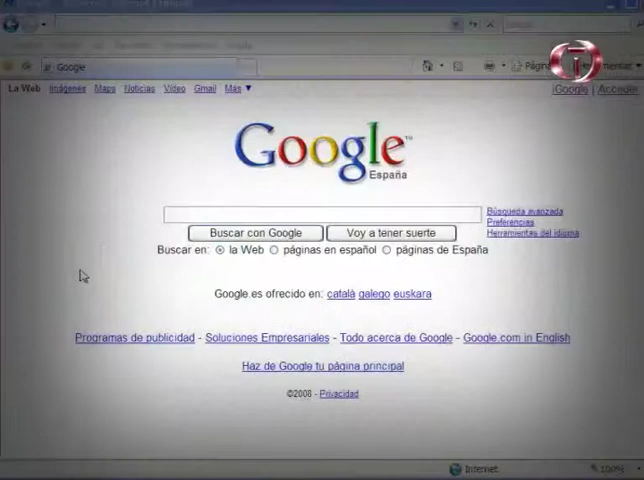 Google
La Web Imágenes Maps Noticias Vídeo Gmail Más ▼
iGoogle | Acceder
Google™
España
Búsqueda avanzada
Preferencias
Herramientas del idioma
Buscar con Google Voy a tener suerte
Buscar en: la Web páginas en español páginas de España
Google.es ofrecido en: català galego euskara
Programas de publicidad - Soluciones Empresariales - Todo acerca de Google - Google.com in English
Haz de Google tu página principal
©2008 - Privacidad
Internet 100%